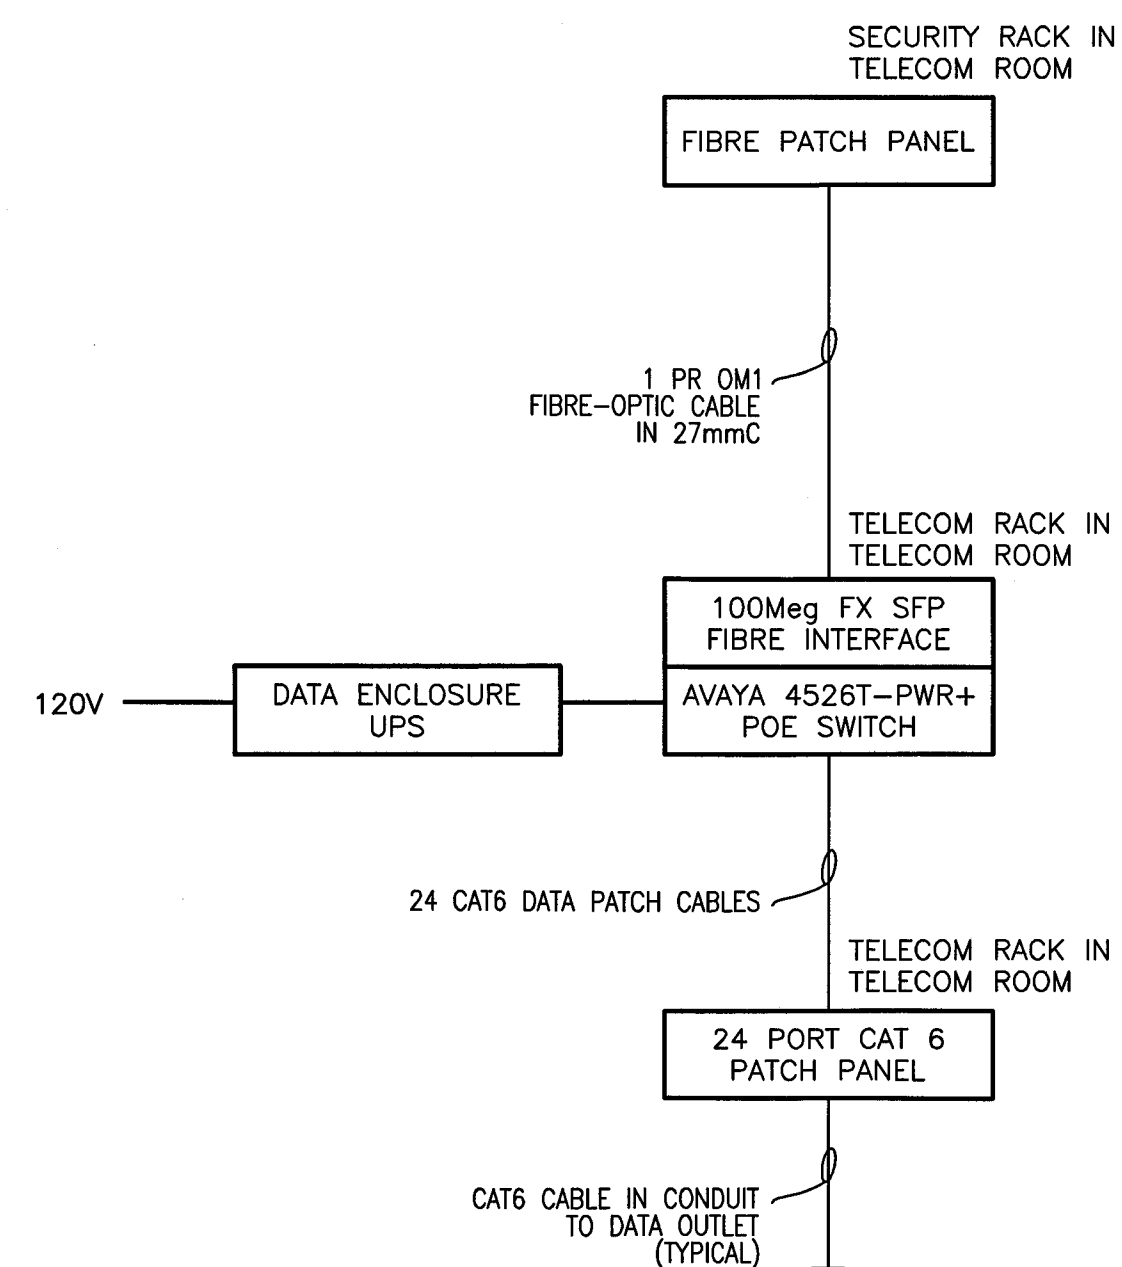 SECURITY RACK IN
TELECOM ROOM
FIBRE PATCH PANEL
1 PR OM1
FIBRE-OPTIC CABLE
IN 27mmC
TELECOM RACK IN
TELECOM ROOM
100Meg FX SFP
FIBRE INTERFACE
120V
DATA ENCLOSURE
UPS
AVAYA 4526T-PWR+
POE SWITCH
24 CAT6 DATA PATCH CABLES
TELECOM RACK IN
TELECOM ROOM
24 PORT CAT 6
PATCH PANEL
CAT6 CABLE IN CONDUIT
TO DATA OUTLET
(TYPICAL)